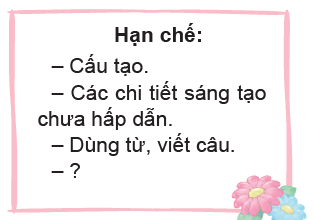 Hạn chế:
– Cấu tạo.
– Các chi tiết sáng tạo
chưa hấp dẫn.
– Dùng từ, viết câu.
– ?